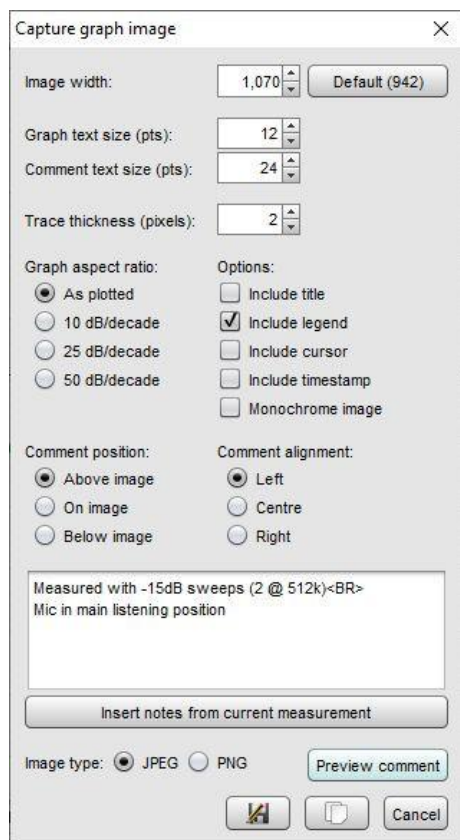 Capture graph image
Image width: 1,070 Default (942)
Graph text size (pts): 12
Comment text size (pts): 24
Trace thickness (pixels): 2
Graph aspect ratio: Options:
As plotted Include title
10 dB/decade Include legend
25 dB/decade Include cursor
50 dB/decade Include timestamp
Monochrome image
Comment position: Comment alignment:
Above image Left
On image Centre
Below image Right
Measured with -15dB sweeps (2 @ 512k)<BR>
Mic in main listening position
Insert notes from current measurement
Image type: JPEG PNG Preview comment
Cancel